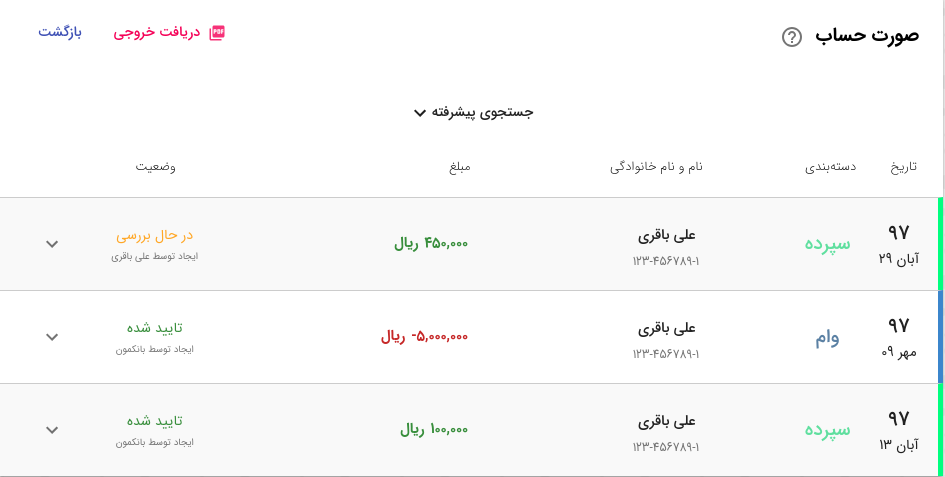 صورت حساب
دریافت خروجی
بازگشت
جستجوی پیشرفته
تاریخ دسته‌بندی نام و نام خانوادگی مبلغ وضعیت
۹۷
۲۹ آبان
سپرده
علی باقری
۱۲۳-۴۵۶۷۸۹-۱
۴۵۰,۰۰۰ ریال
در حال بررسی
ایجاد توسط علی باقری
۹۷
۰۹ مهر
وام
علی باقری
۱۲۳-۴۵۶۷۸۹-۱
-۵,۰۰۰,۰۰۰ ریال
تایید شده
ایجاد توسط بانکمون
۹۷
۱۳ آبان
سپرده
علی باقری
۱۲۳-۴۵۶۷۸۹-۱
۱۰۰,۰۰۰ ریال
تایید شده
ایجاد توسط بانکمون